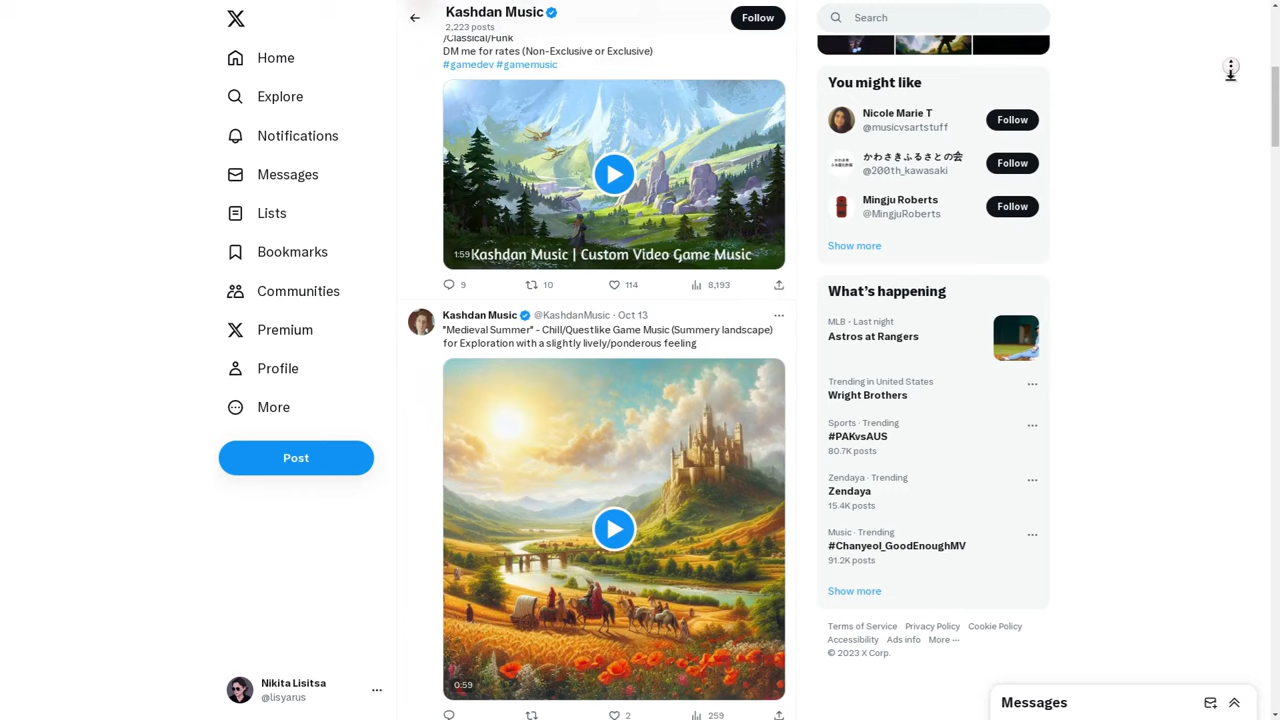 Home
Explore
Notifications
Messages
Lists
Bookmarks
Communities
Premium
Profile
More
Post
Nikita Lisitsa
@lisyarus
Kashdan Music
2,223 posts
Follow
/Classical/Funk
DM me for rates (Non-Exclusive or Exclusive)
#gamedev #gamemusic
1:59
Kashdan Music | Custom Video Game Music
9 10 114 8,193
Kashdan Music @KashdanMusic · Oct 13
"Medieval Summer" - Chill/Questlike Game Music (Summery landscape)
for Exploration with a slightly lively/ponderous feeling
0:59
2 259
Search
You might like
Nicole Marie T
@musicvsartstuff
Follow
かわさきふるさとの会
@200th_kawasaki
Follow
Mingju Roberts
@MingjuRoberts
Follow
Show more
What's happening
MLB · Last night
Astros at Rangers
Trending in United States
Wright Brothers
Sports · Trending
#PAKvsAUS
80.7K posts
Zendaya · Trending
Zendaya
15.4K posts
Music · Trending
#Chanyeol_GoodEnoughMV
91.2K posts
Show more
Terms of Service Privacy Policy Cookie Policy
Accessibility Ads info More ···
© 2023 X Corp.
Messages